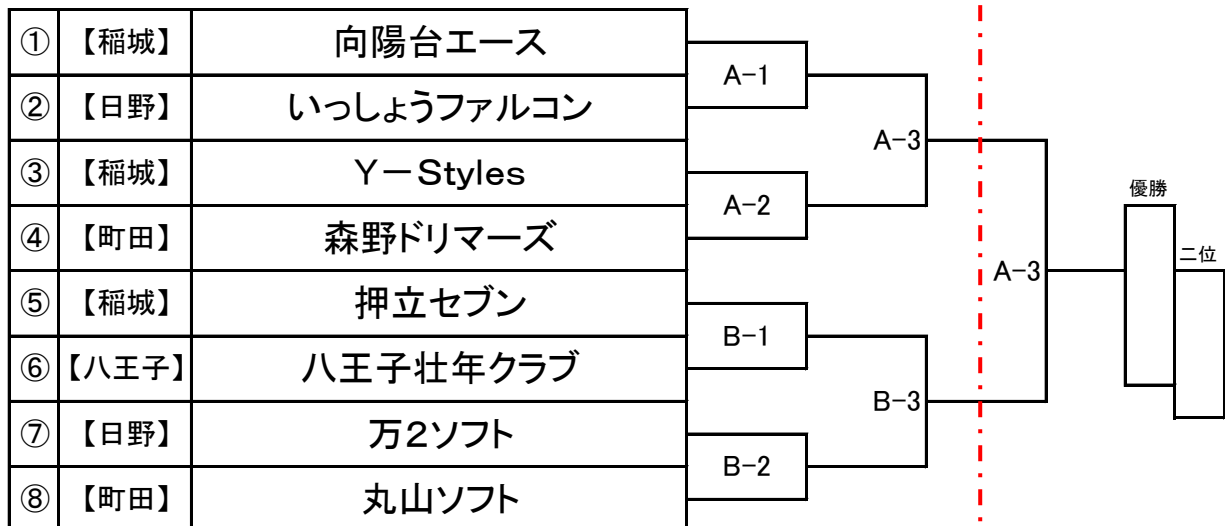 ① 【稲城】 向陽台エース
② 【日野】 いっしょうファルコン
③ 【稲城】 Y－Styles
④ 【町田】 森野ドリマーズ
⑤ 【稲城】 押立セブン
⑥ 【八王子】 八王子壮年クラブ
⑦ 【日野】 万２ソフト
⑧ 【町田】 丸山ソフト
A-1
A-2
B-1
B-2
A-3
B-3
A-3
優勝
二位